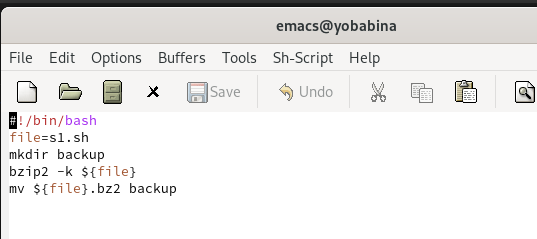 emacs@yobabina
File Edit Options Buffers Tools Sh-Script Help
Save Undo
#!/bin/bash
file=s1.sh
mkdir backup
bzip2 -k ${file}
mv ${file}.bz2 backup